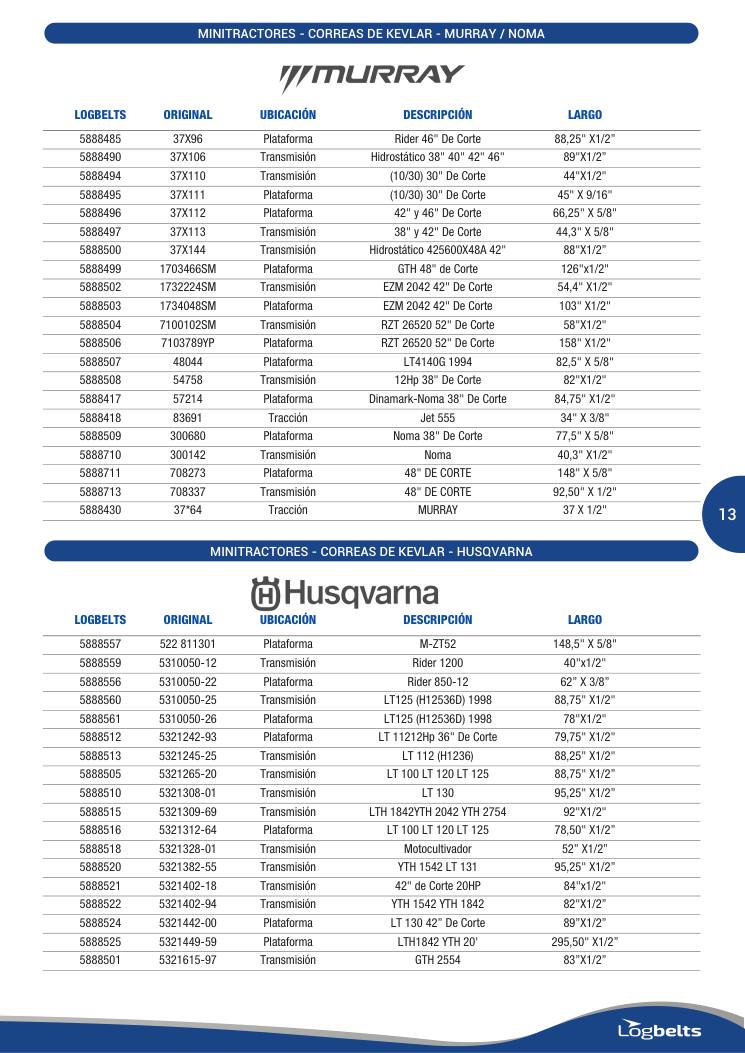 MINITRACTORES - CORREAS DE KEVLAR - MURRAY / NOMA
MURRAY
LOGBELTS ORIGINAL UBICACIÓN DESCRIPCIÓN LARGO
5888485 37X96 Plataforma Rider 46" De Corte 88,25" X1/2”
5888490 37X106 Transmisión Hidrostático 38" 40" 42" 46" 89"X1/2”
5888494 37X110 Transmisión (10/30) 30" De Corte 44"X1/2"
5888495 37X111 Plataforma (10/30) 30" De Corte 45" X 9/16"
5888496 37X112 Plataforma 42" y 46" De Corte 66,25" X 5/8"
5888497 37X113 Transmisión 38" y 42" De Corte 44,3" X 5/8"
5888500 37X144 Transmisión Hidrostático 425600X48A 42" 88"X1/2”
5888499 1703466SM Plataforma GTH 48" de Corte 126"x1/2"
5888502 1732224SM Transmisión EZM 2042 42" De Corte 54,4" X1/2"
5888503 1734048SM Plataforma EZM 2042 42" De Corte 103" X1/2"
5888504 7100102SM Transmisión RZT 26520 52" De Corte 58"X1/2"
5888506 7103789YP Plataforma RZT 26520 52" De Corte 158" X1/2"
5888507 48044 Plataforma LT4140G 1994 82,5" X 5/8"
5888508 54758 Transmisión 12Hp 38" De Corte 82"X1/2"
5888417 57214 Plataforma Dinamark-Noma 38" De Corte 84,75" X1/2"
5888418 83691 Tracción Jet 555 34" X 3/8"
5888509 300680 Plataforma Noma 38" De Corte 77,5" X 5/8"
5888710 300142 Transmisión Noma 40,3" X1/2"
5888711 708273 Plataforma 48" DE CORTE 148" X 5/8"
5888713 708337 Transmisión 48" DE CORTE 92,50" X 1/2"
5888430 37*64 Tracción MURRAY 37 X 1/2"
13
MINITRACTORES - CORREAS DE KEVLAR - HUSQVARNA
Husqvarna
LOGBELTS ORIGINAL UBICACIÓN DESCRIPCIÓN LARGO
5888557 522 811301 Plataforma M-ZT52 148,5" X 5/8"
5888559 5310050-12 Transmisión Rider 1200 40"x1/2"
5888556 5310050-22 Plataforma Rider 850-12 62” X 3/8”
5888560 5310050-25 Transmisión LT125 (H12536D) 1998 88,75" X1/2"
5888561 5310050-26 Plataforma LT125 (H12536D) 1998 78"X1/2"
5888512 5321242-93 Plataforma LT 11212Hp 36" De Corte 79,75" X1/2"
5888513 5321245-25 Transmisión LT 112 (H1236) 88,25" X1/2"
5888505 5321265-20 Transmisión LT 100 LT 120 LT 125 88,75" X1/2"
5888510 5321308-01 Transmisión LT 130 95,25" X1/2”
5888515 5321309-69 Transmisión LTH 1842YTH 2042 YTH 2754 92"X1/2"
5888516 5321312-64 Plataforma LT 100 LT 120 LT 125 78,50" X1/2”
5888518 5321328-01 Transmisión Motocultivador 52” X1/2”
5888520 5321382-55 Transmisión YTH 1542 LT 131 95,25" X1/2”
5888521 5321402-18 Transmisión 42" de Corte 20HP 84"x1/2"
5888522 5321402-94 Transmisión YTH 1542 YTH 1842 82"X1/2”
5888524 5321442-00 Plataforma LT 130 42” De Corte 89”X1/2”
5888525 5321449-59 Plataforma LTH1842 YTH 20' 295,50" X1/2”
5888501 5321615-97 Transmisión GTH 2554 83”X1/2”
Logbelts